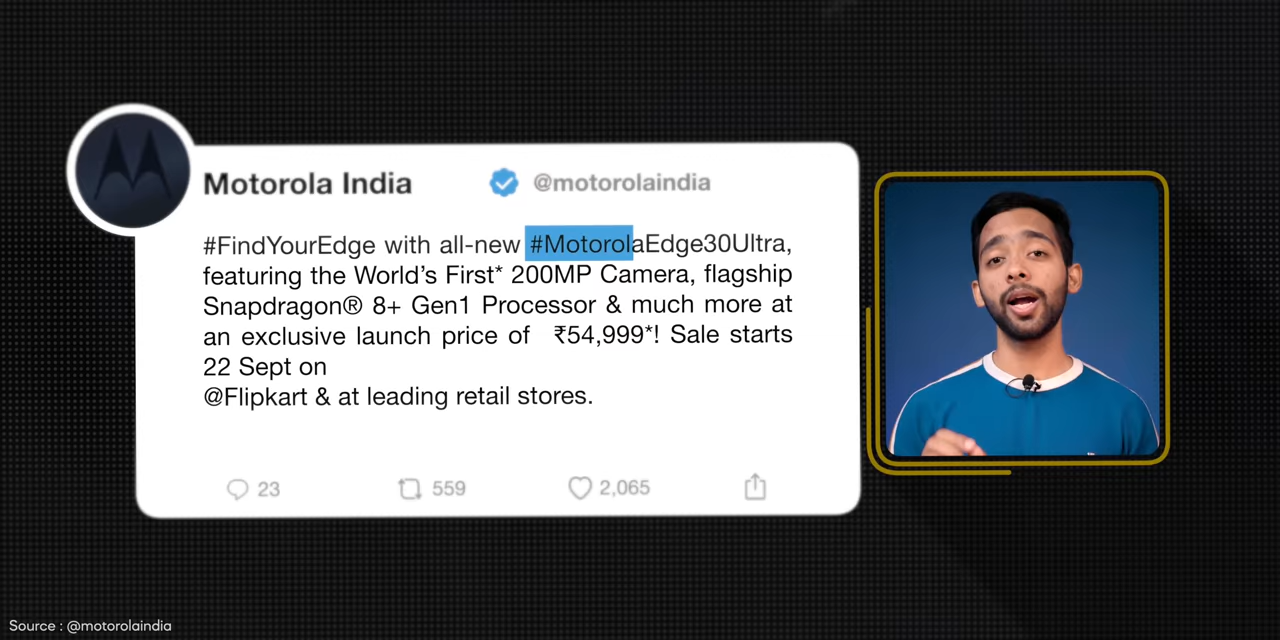 Motorola India @motorolaindia
#FindYourEdge with all-new #MotorolaEdge30Ultra,
featuring the World’s First* 200MP Camera, flagship
Snapdragon® 8+ Gen1 Processor & much more at
an exclusive launch price of ₹54,999*! Sale starts
22 Sept on
@Flipkart & at leading retail stores.
23 559 2,065
Source : @motorolaindia